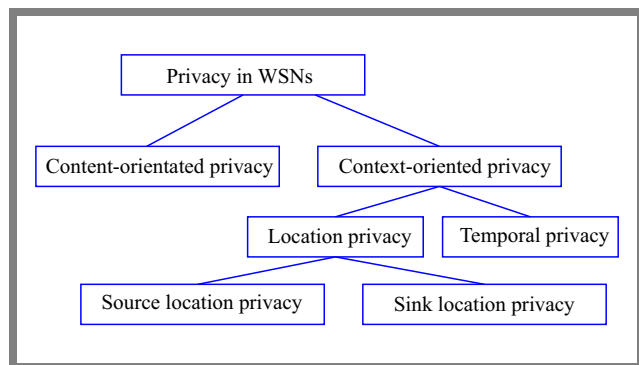 Privacy in WSNs
Content-orientated privacy
Context-oriented privacy
Location privacy
Temporal privacy
Source location privacy
Sink location privacy